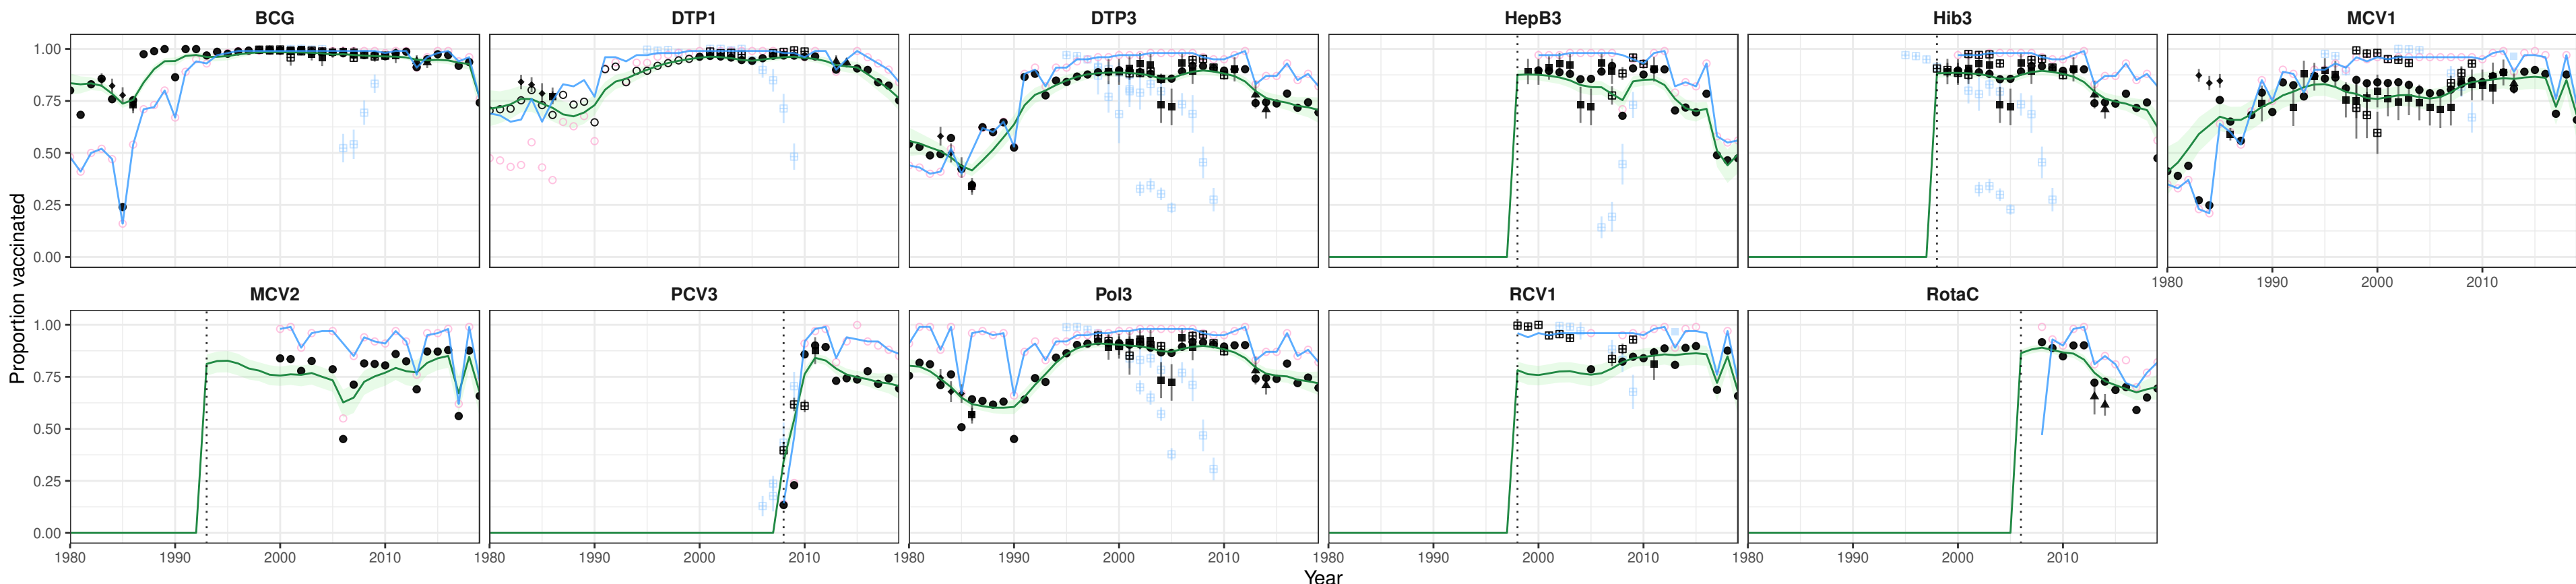 BCG DTP1 DTP3 HepB3 Hib3 MCV1
1.00
0.75
0.50
0.25
0.00
1980 1990 2000 2010
MCV2 PCV3 Pol3 RCV1 RotaC
1.00
0.75
0.50
0.25
0.00
1980 1990 2000 2010 1980 1990 2000 2010 1980 1990 2000 2010 1980 1990 2000 2010 1980 1990 2000 2010
Proportion vaccinated
Year